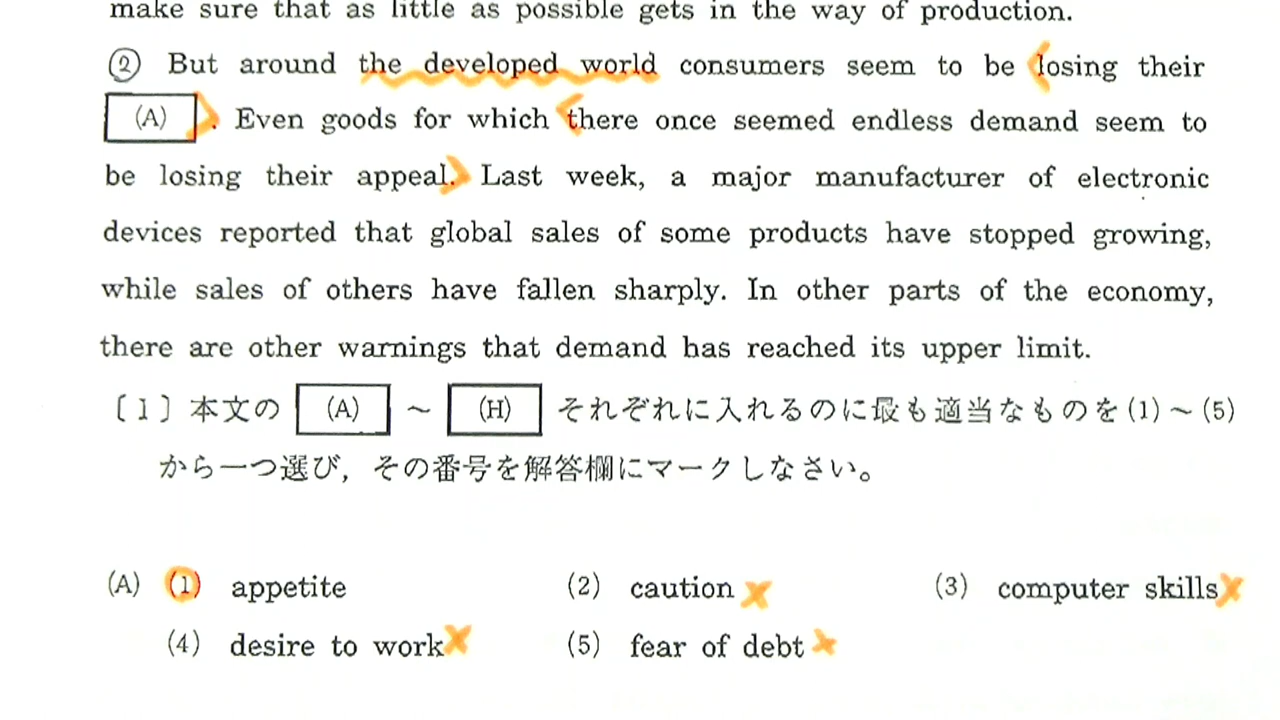 make sure that as little as possible gets in the way of production.
② But around the developed world consumers seem to be losing their
(A) . Even goods for which there once seemed endless demand seem to
be losing their appeal. Last week, a major manufacturer of electronic
devices reported that global sales of some products have stopped growing,
while sales of others have fallen sharply. In other parts of the economy,
there are other warnings that demand has reached its upper limit.
〔1〕本文の (A) ～ (H) それぞれに入れるのに最も適当なものを(1)～(5)
から一つ選び，その番号を解答欄にマークしなさい。
(A) (1) appetite (2) caution (3) computer skills
(4) desire to work (5) fear of debt